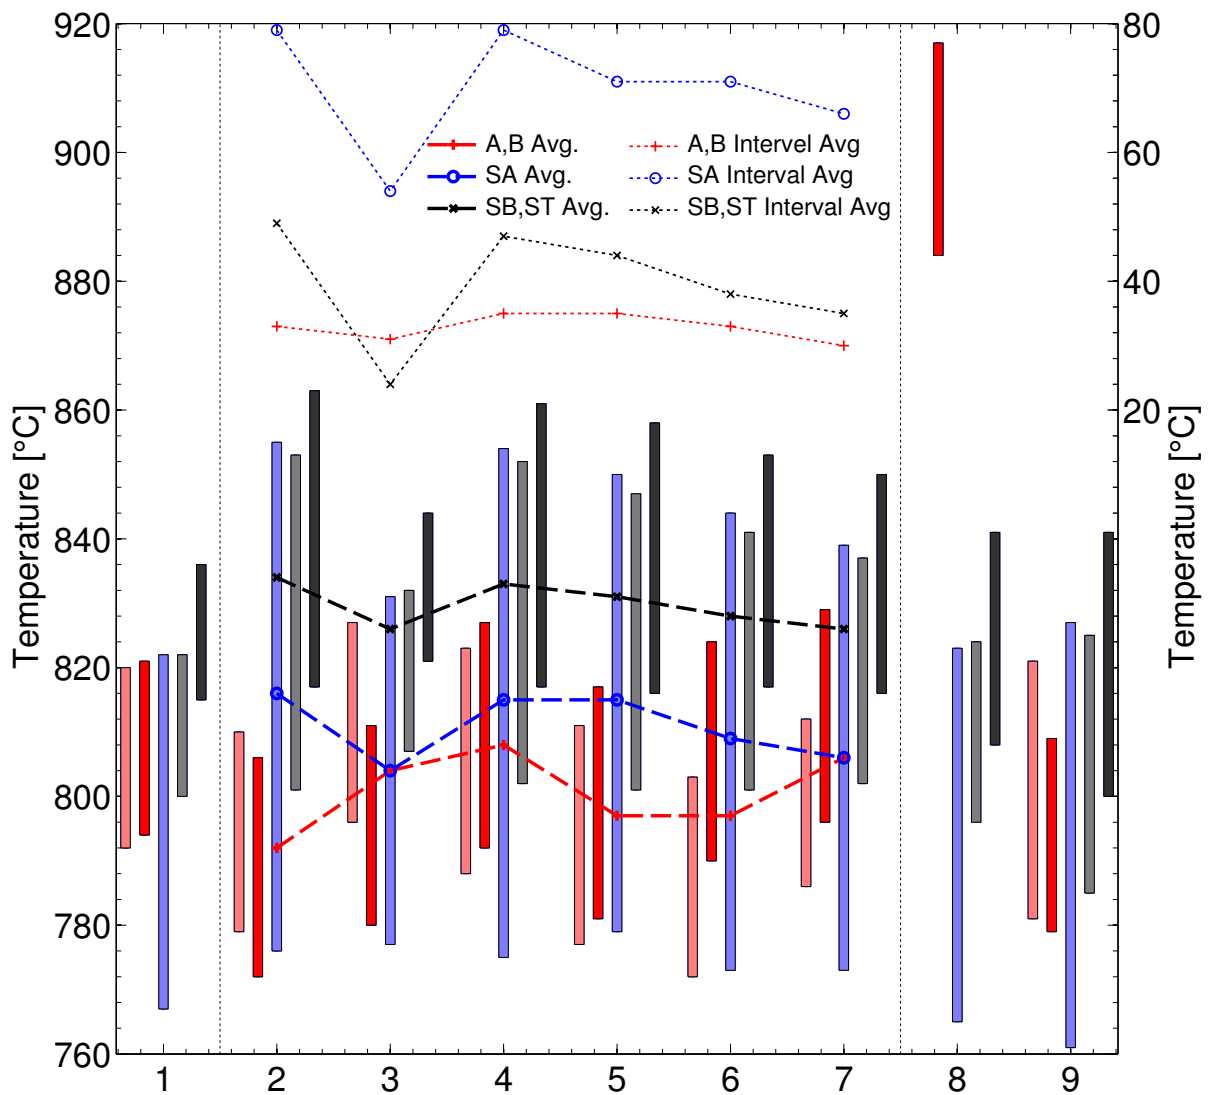 920
900
880
860
840
820
800
780
760
Temperature [°C]
A,B Avg.
SA Avg.
SB,ST Avg.
A,B Intervel Avg
SA Interval Avg
SB,ST Interval Avg
80
60
40
20
Temperature [°C]
1 2 3 4 5 6 7 8 9